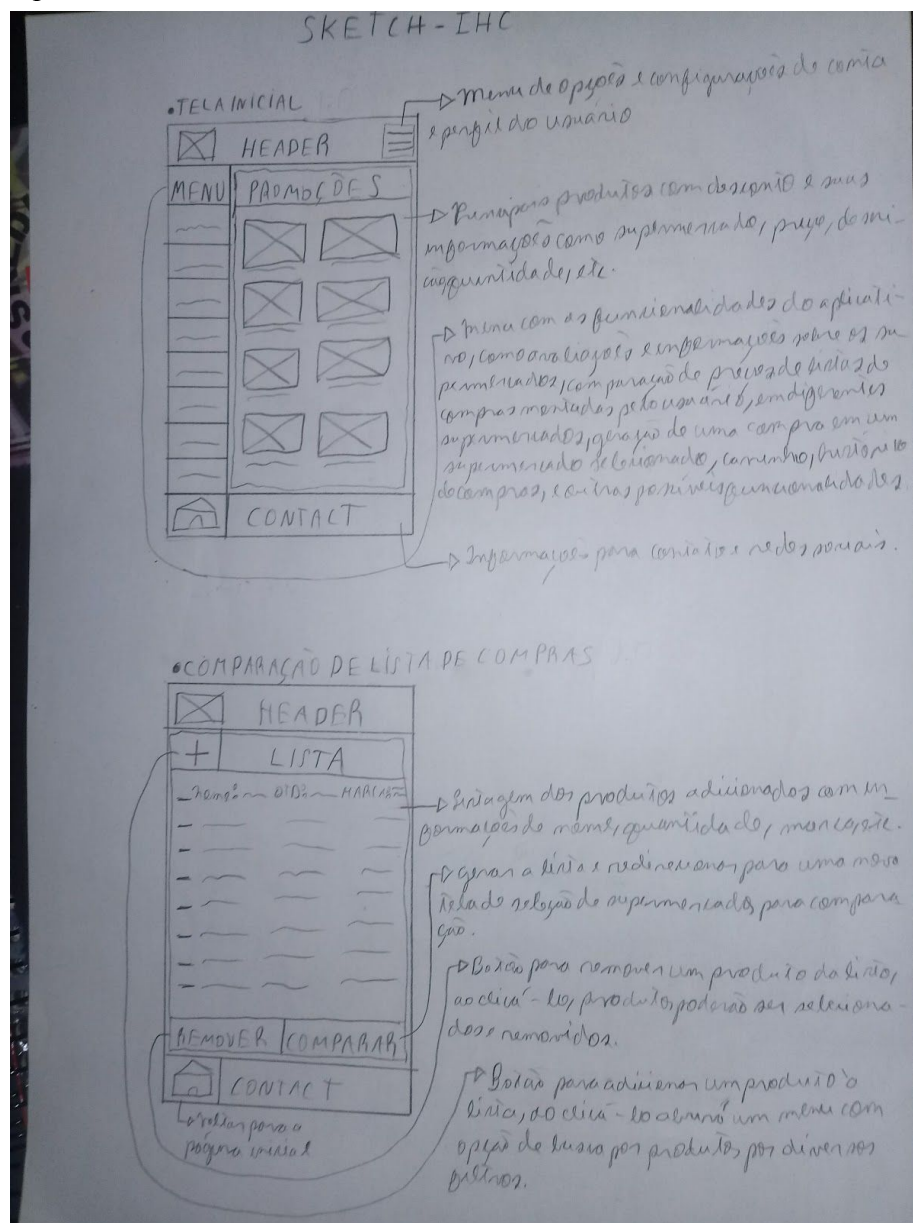 SKETCH-IHC
•TELA INICIAL
HEADER
MENU
PROMOÇÕES
CONTACT
Menu de opções e configurações de conta
e perfil do usuário
Principais produtos com desconto e suas
informações como supermercado, preço, descri-
ção, quantidade, etc.
Menu com as funcionalidades do aplicati-
vo, como avaliações e informações sobre os su-
permercados, comparação de preços de listas de
compras montadas pelo usuário, em diferentes
supermercados, geração de uma compra em um
supermercado selecionado, carrinho, histórico
de compras, e outras possíveis funcionalidades
Informações para contato e redes sociais.
•COMPARAÇÃO DE LISTA DE COMPRAS
HEADER
+ LISTA
Nome: QTD: MARCA:
REMOVER COMPARAR
CONTACT
voltar para a
página inicial
Listagem dos produtos adicionados com in-
formações de nome, quantidade, marca, etc.
Gerar a lista e redirecionar para uma nova
tela de seleção de supermercados para compara
ção.
Botão para remover um produto da lista,
ao clicá-lo, produtos poderão ser seleciona-
dos e removidos.
Botão para adicionar um produto à
lista, ao clicá-lo abrirá um menu com
opção de busca por produtos por diversos
filtros.